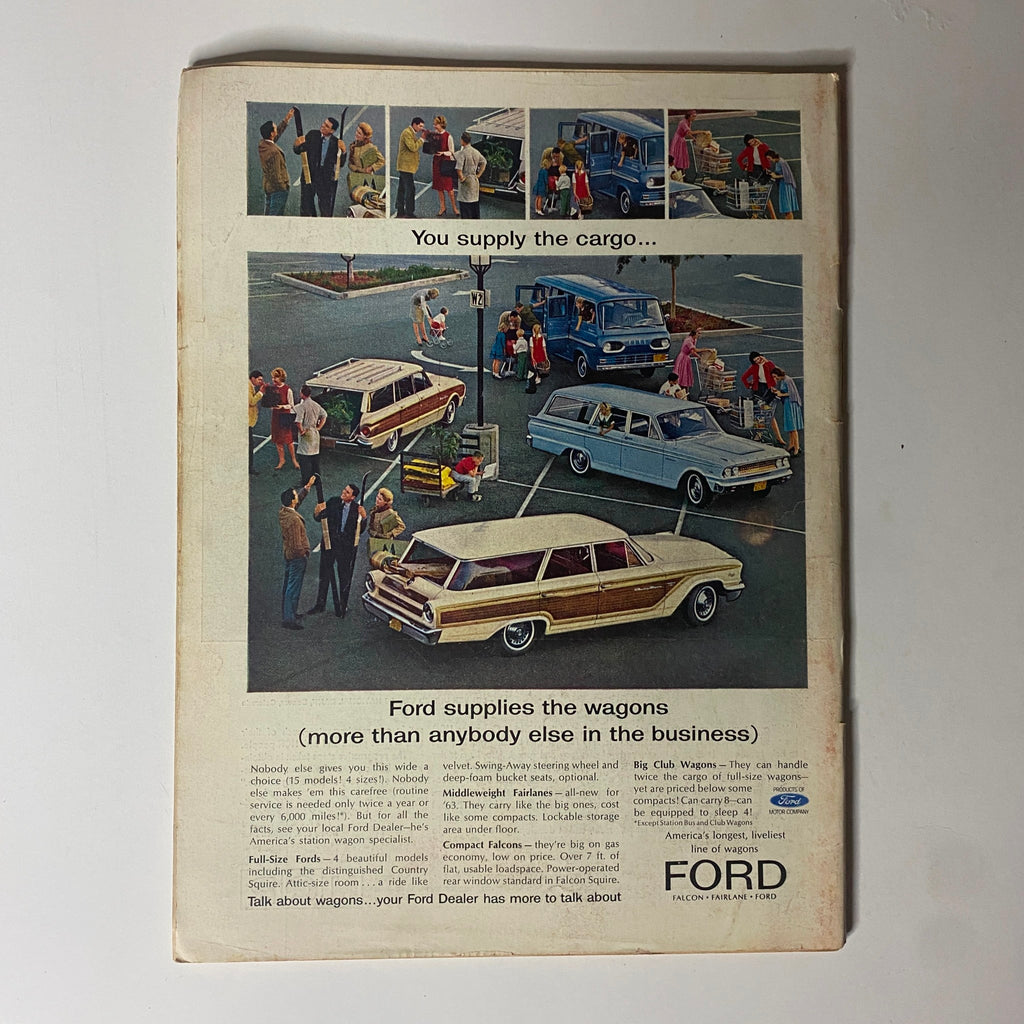 You supply the cargo...
N2
Ford supplies the wagons
(more than anybody else in the business)
Nobody else gives you this wide a
choice (15 models! 4 sizes!). Nobody
else makes 'em this carefree (routine
service is needed only twice a year or
every 6,000 miles!*). But for all the
facts, see your local Ford Dealer—he's
America's station wagon specialist.
Full-Size Fords—4 beautiful models
including the distinguished Country
Squire. Attic-size room...a ride like
velvet. Swing-Away steering wheel and
deep-foam bucket seats, optional.
Middleweight Fairlanes—all-new for
'63. They carry like the big ones, cost
like some compacts. Lockable storage
area under floor.
Compact Falcons—they're big on gas
economy, low on price. Over 7 ft. of
flat, usable loadspace. Power-operated
rear window standard in Falcon Squire.
Big Club Wagons—They can handle
twice the cargo of full-size wagons—
yet are priced below some
compacts! Can carry 8—can
be equipped to sleep 4!
*Except Station Bus and Club Wagons
PRODUCTS OF
Ford
MOTOR COMPANY
America's longest, liveliest
line of wagons
FORD
FALCON • FAIRLANE • FORD
Talk about wagons...your Ford Dealer has more to talk about